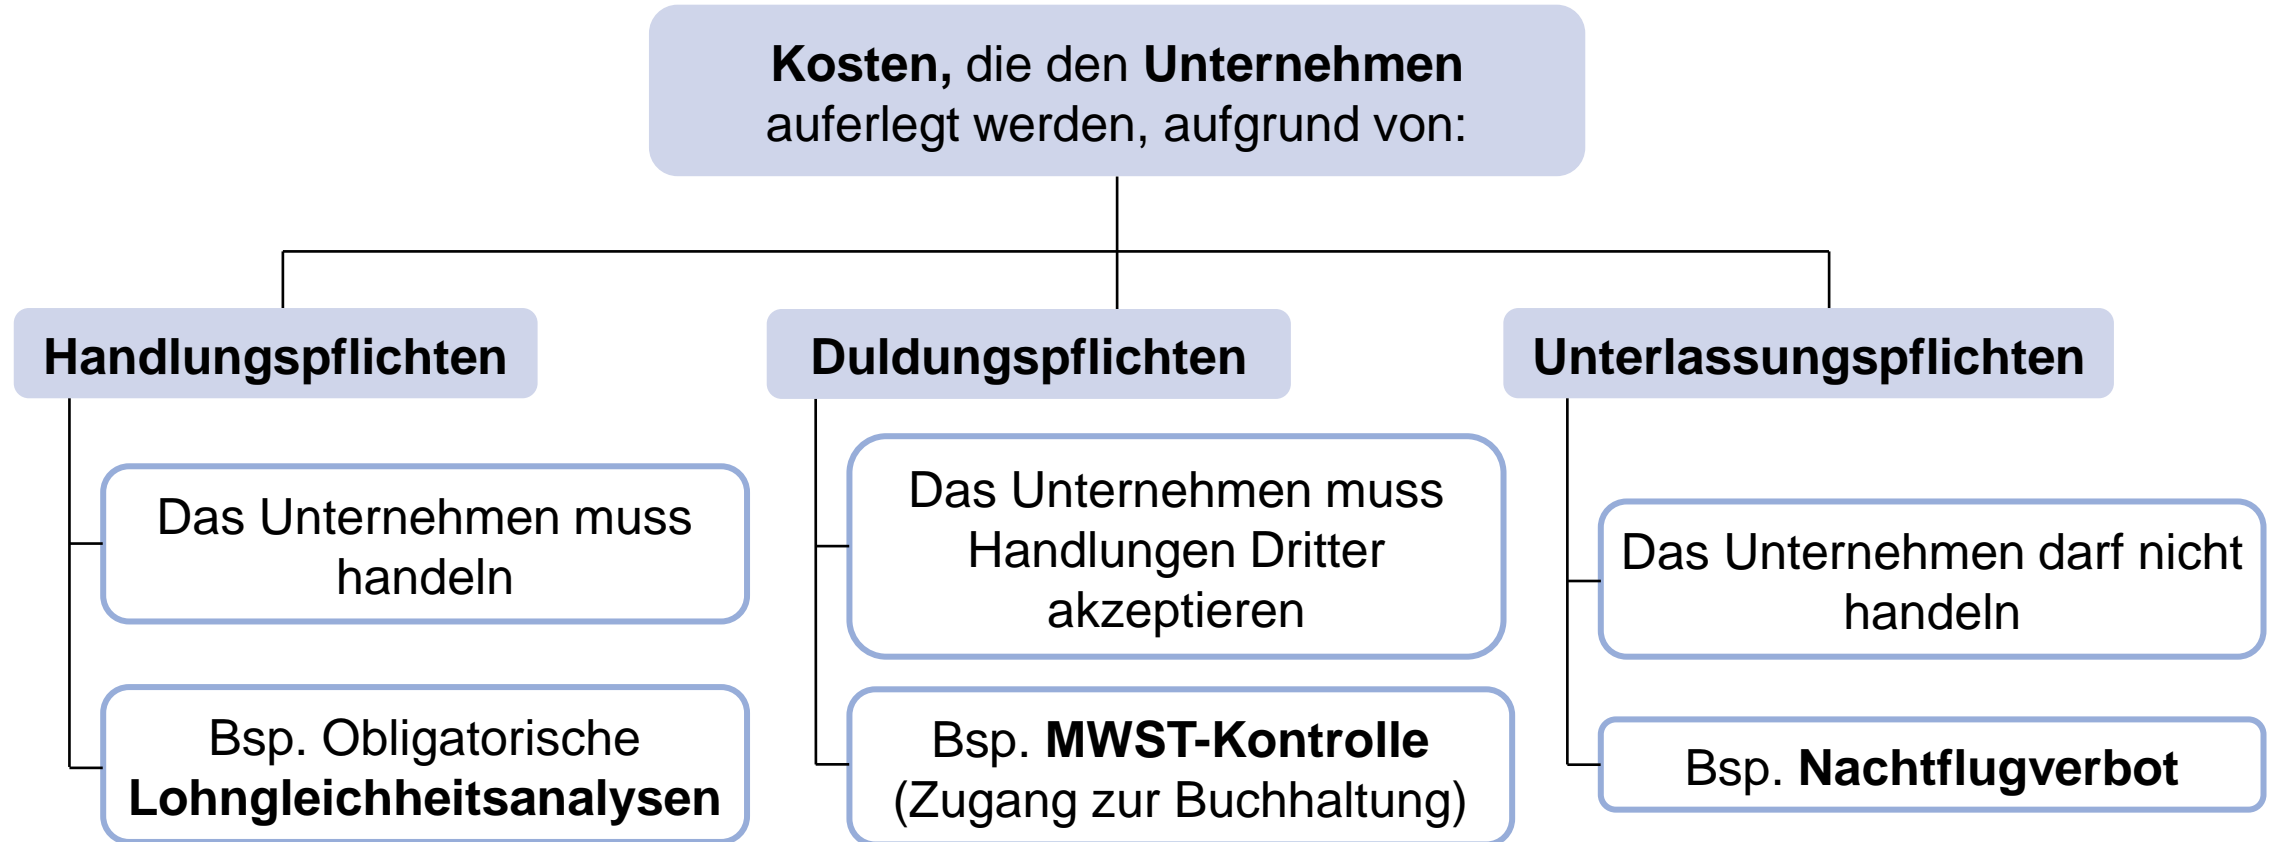 Kosten, die den Unternehmen
auferlegt werden, aufgrund von:
Handlungspflichten
Das Unternehmen muss
handeln
Bsp. Obligatorische
Lohngleichheitsanalysen
Duldungspflichten
Das Unternehmen muss
Handlungen Dritter
akzeptieren
Bsp. MWST-Kontrolle
(Zugang zur Buchhaltung)
Unterlassungspflichten
Das Unternehmen darf nicht
handeln
Bsp. Nachtflugverbot